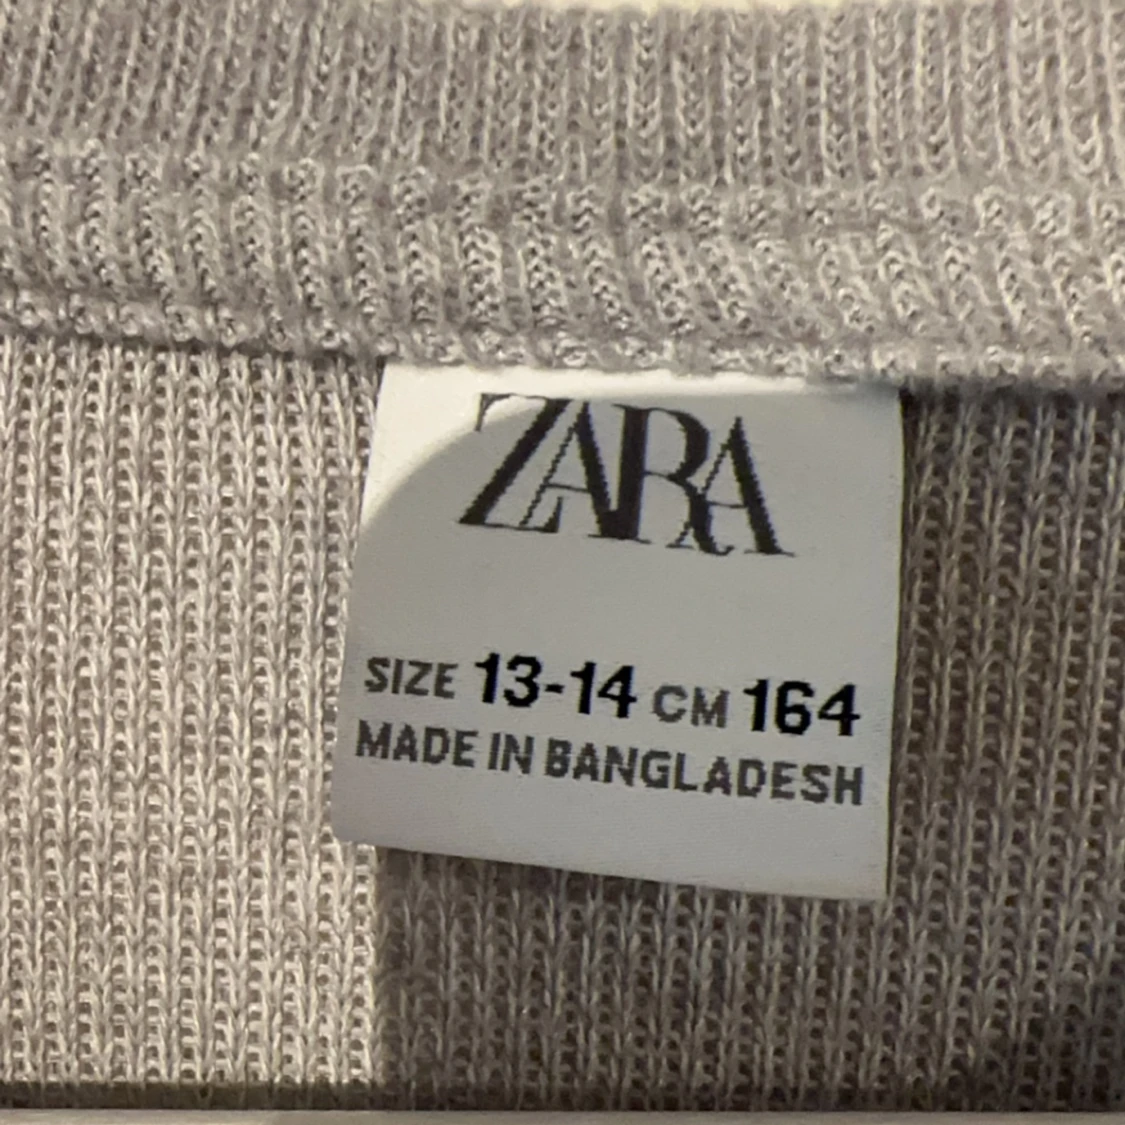 ZARA
SIZE 13-14 CM 164
MADE IN BANGLADESH